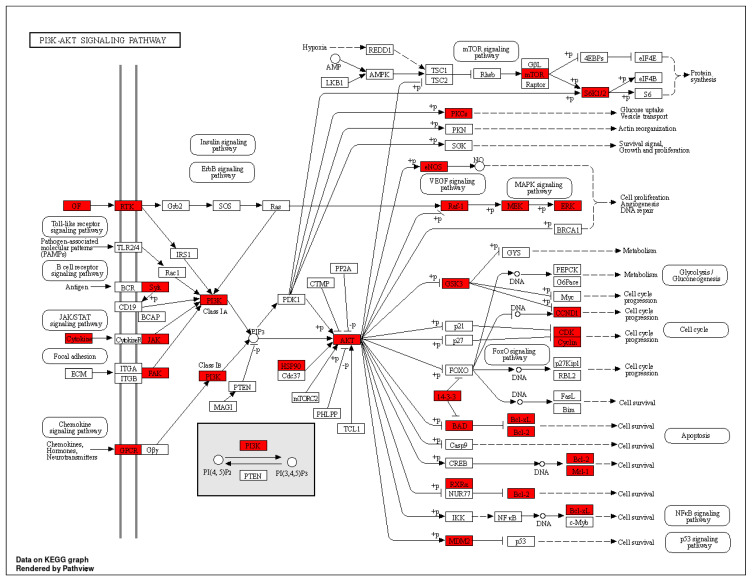 PI3K-AKT SIGNALING PATHWAY
Hypoxia
REDD1
AMP
LKB1
AMPK
TSC1
TSC2
Rheb
mTOR signaling
pathway
GβL
mTOR
Raptor
4EBPs
eIF4E
S6K1/2
eIF4B
S6
Protein
synthesis
+p
PKCs
Glucose uptake
Vesicle transport
PKN
Actin reorganization
SGK
Survival signal,
Growth and proliferation
Insulin signaling
pathway
ErbB signaling
pathway
eNOS
NO
VEGF signaling
pathway
MAPK signaling
pathway
GF
RTK
Grb2
SOS
Ras
Raf-1
MEK
ERK
Cell proliferation
Angiogenesis
DNA repair
BRCA1
Toll-like receptor
signaling pathway
Pathogen-associated
molecular patterns
(PAMPs)
TLR2/4
IRS1
Rac1
B cell receptor
signaling pathway
Antigen
BCR
Syk
+p
CD19
BCAP
PI3K
Class IA
PDK1
CTMP
PP2A
GYS
Metabolism
GSK3
DNA
PEPCK
G6Pase
Metabolism
Glycolysis /
Gluconeogenesis
Myc
Cell cycle
progression
DNA
CCND1
Cell cycle
progression
JAK/STAT
signaling pathway
Cytokine
CytokineR
JAK
PIP3
-p
AKT
p21
p27
CDK
Cyclin
Cell cycle
progression
Cell cycle
Focal adhesion
ECM
ITGA
ITGB
FAK
Class IB
PI3K
PTEN
MAGI
HSP90
Cdc37
mTORC2
PHLPP
TCL1
FoxO signaling
pathway
FOXO
DNA
p27Kip1
RBL2
Cell cycle
progression
DNA
FasL
Bim
Cell survival
14-3-3
Chemokine
signaling pathway
Chemokines,
Hormones,
Neurotransmitters
GPCR
Gβγ
BAD
Bcl-xL
Bcl-2
Cell survival
Apoptosis
Casp9
Cell survival
CREB
DNA
Bcl-2
Mcl-1
Cell survival
PI3K
PI(4,5)P2
PI(3,4,5)P3
PTEN
RXRα
NUR77
Bcl-2
Cell survival
IKK
NFκB
DNA
Bcl-xL
c-Myb
Cell survival
NFκB signaling
pathway
MDM2
p53
Cell survival
p53 signaling
pathway
Data on KEGG graph
Rendered by Pathview